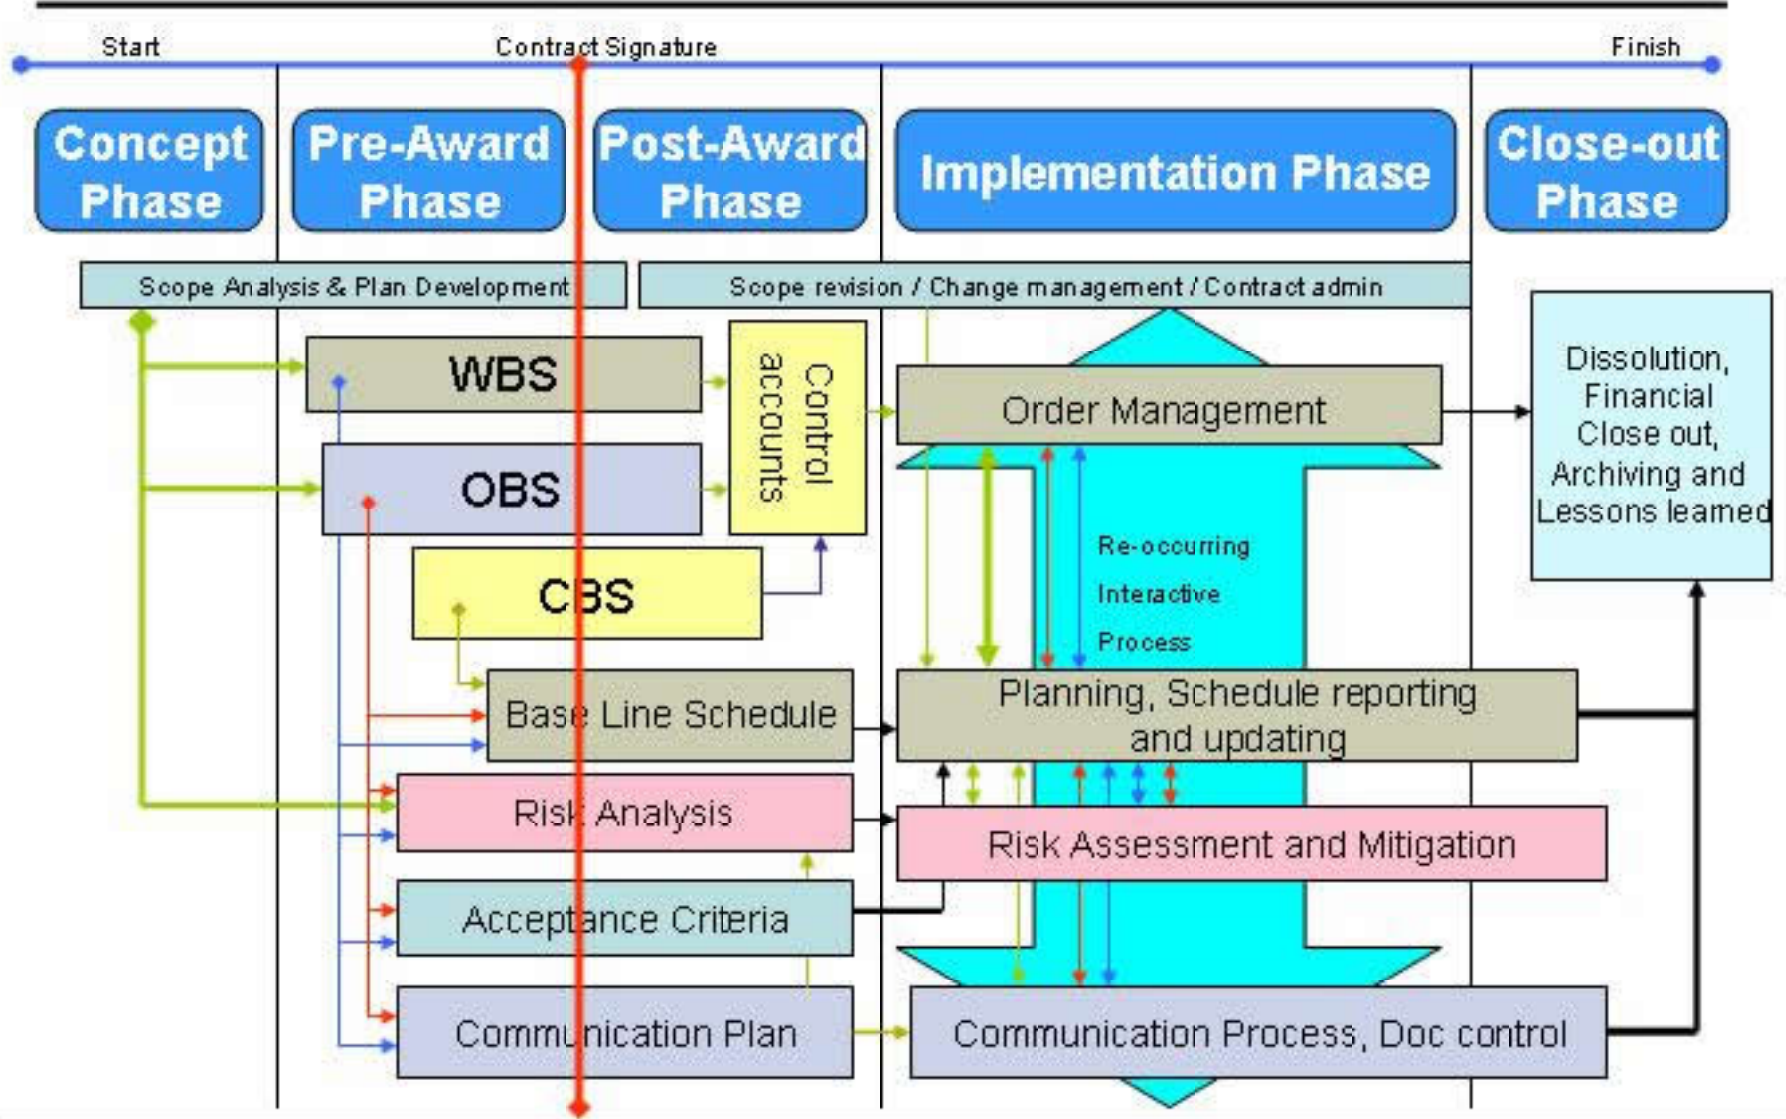 Start
Contract Signature
Finish
Concept
Phase
Pre-Award
Phase
Post-Award
Phase
Implementation Phase
Close-out
Phase
Scope Analysis & Plan Development
Scope revision / Change management / Contract admin
WBS
Control
accounts
Order Management
Dissolution,
Financial
Close out,
Archiving and
Lessons learned
OBS
CBS
Re-occurring
Interactive
Process
Base Line Schedule
Planning, Schedule reporting
and updating
Risk Analysis
Risk Assessment and Mitigation
Acceptance Criteria
Communication Plan
Communication Process, Doc control